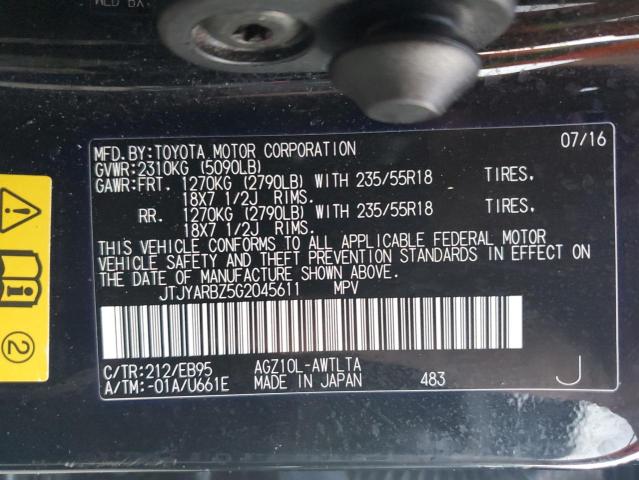 MFD.BY:TOYOTA MOTOR CORPORATION 07/16
GVWR:2310KG (5090LB)
GAWR:FRT. 1270KG (2790LB) WITH 235/55R18 TIRES.
18X7 1/2J RIMS.
RR. 1270KG (2790LB) WITH 235/55R18 TIRES.
18X7 1/2J RIMS.
THIS VEHICLE CONFORMS TO ALL APPLICABLE FEDERAL MOTOR
VEHICLE SAFETY AND THEFT PREVENTION STANDARDS IN EFFECT ON
THE DATE OF MANUFACTURE SHOWN ABOVE.
JTJYARBZ5G2045611 MPV
C/TR:212/EB95 AGZ10L-AWTLTA
A/TM:-01A/U661E MADE IN JAPAN 483 J
2